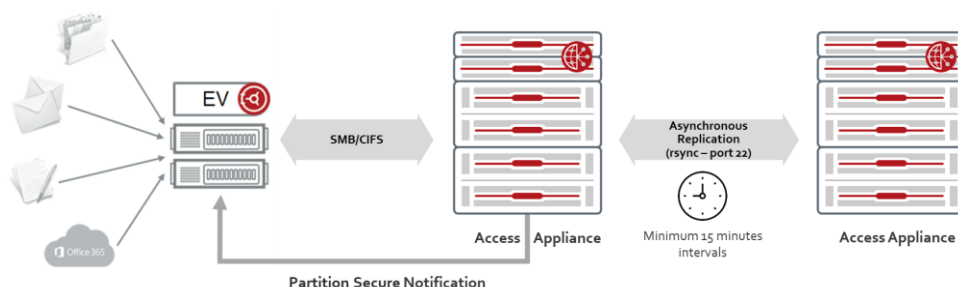 EV
SMB/CIFS
Asynchronous
Replication
(rsync – port 22)
Office 365
Access Appliance
Minimum 15 minutes
intervals
Access Appliance
Partition Secure Notification